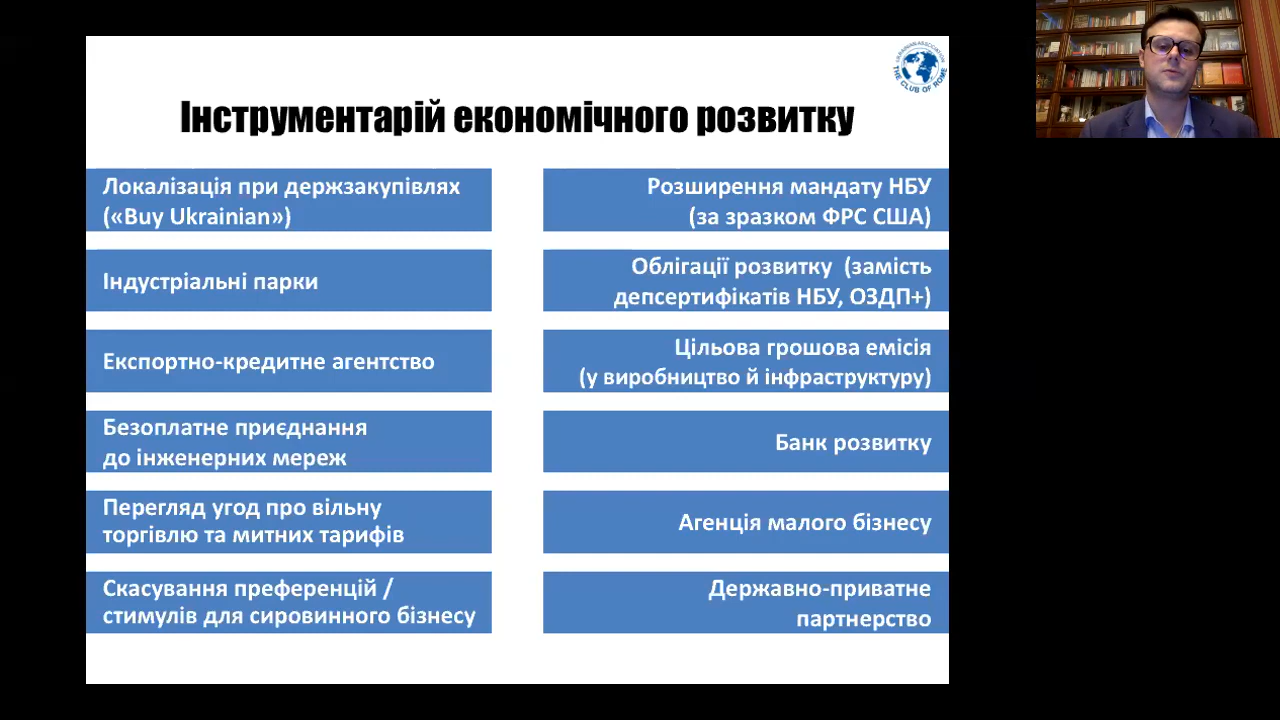 UKRAINIAN ASSOCIATION
THE CLUB OF ROME
Інструментарій економічного розвитку
Локалізація при держзакупівлях
(«Buy Ukrainian»)
Індустріальні парки
Експортно-кредитне агентство
Безоплатне приєднання
до інженерних мереж
Перегляд угод про вільну
торгівлю та митних тарифів
Скасування преференцій /
стимулів для сировинного бізнесу
Розширення мандату НБУ
(за зразком ФРС США)
Облігації розвитку (замість
депсертифікатів НБУ, ОЗДП+)
Цільова грошова емісія
(у виробництво й інфраструктуру)
Банк розвитку
Агенція малого бізнесу
Державно-приватне
партнерство